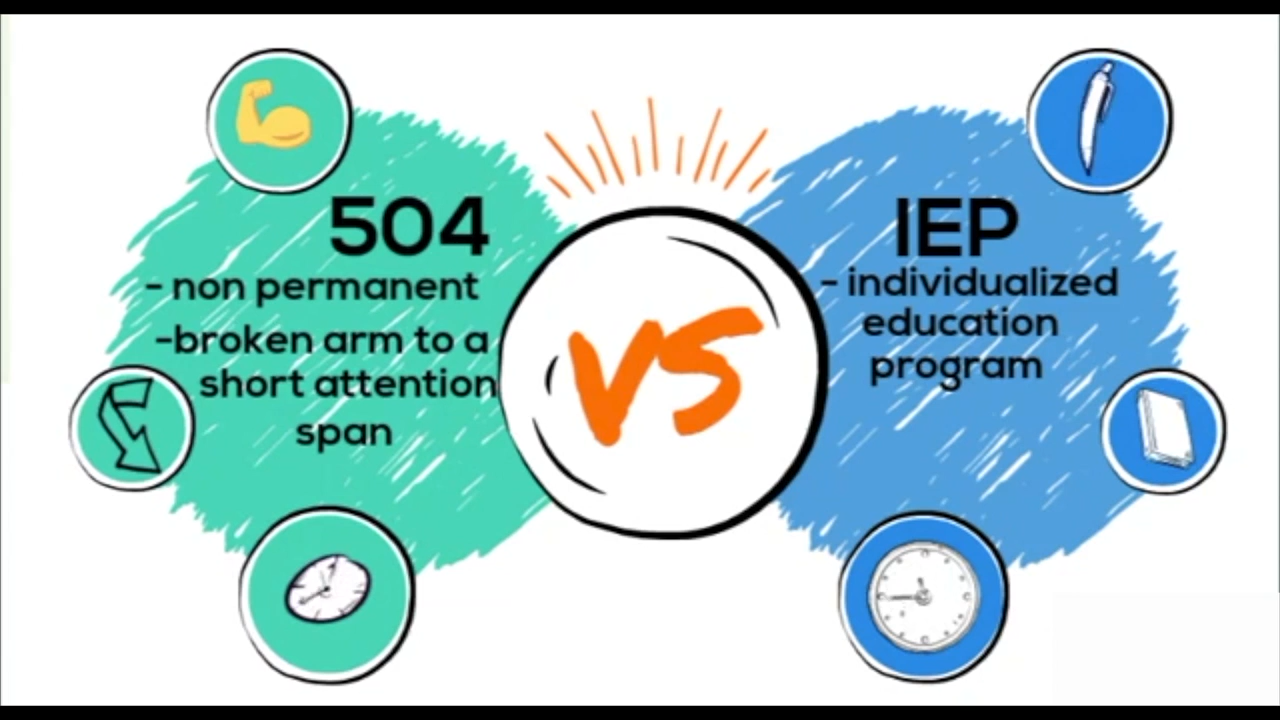 504
- non permanent
-broken arm to a
short attention
span
VS
IEP
- individualized
education
program